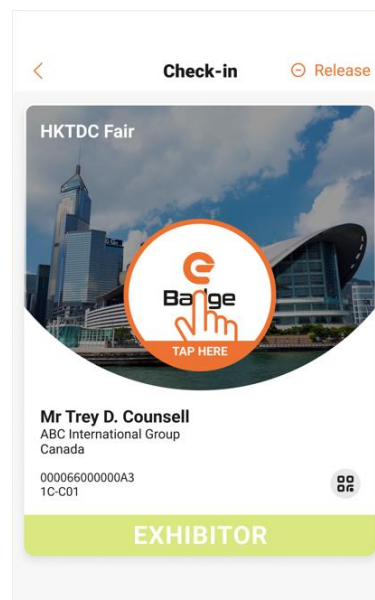 Check-in
Release
HKTDC Fair
Badge
TAP HERE
Mr Trey D. Counsell
ABC International Group
Canada
000066000000A3
1C-C01
EXHIBITOR